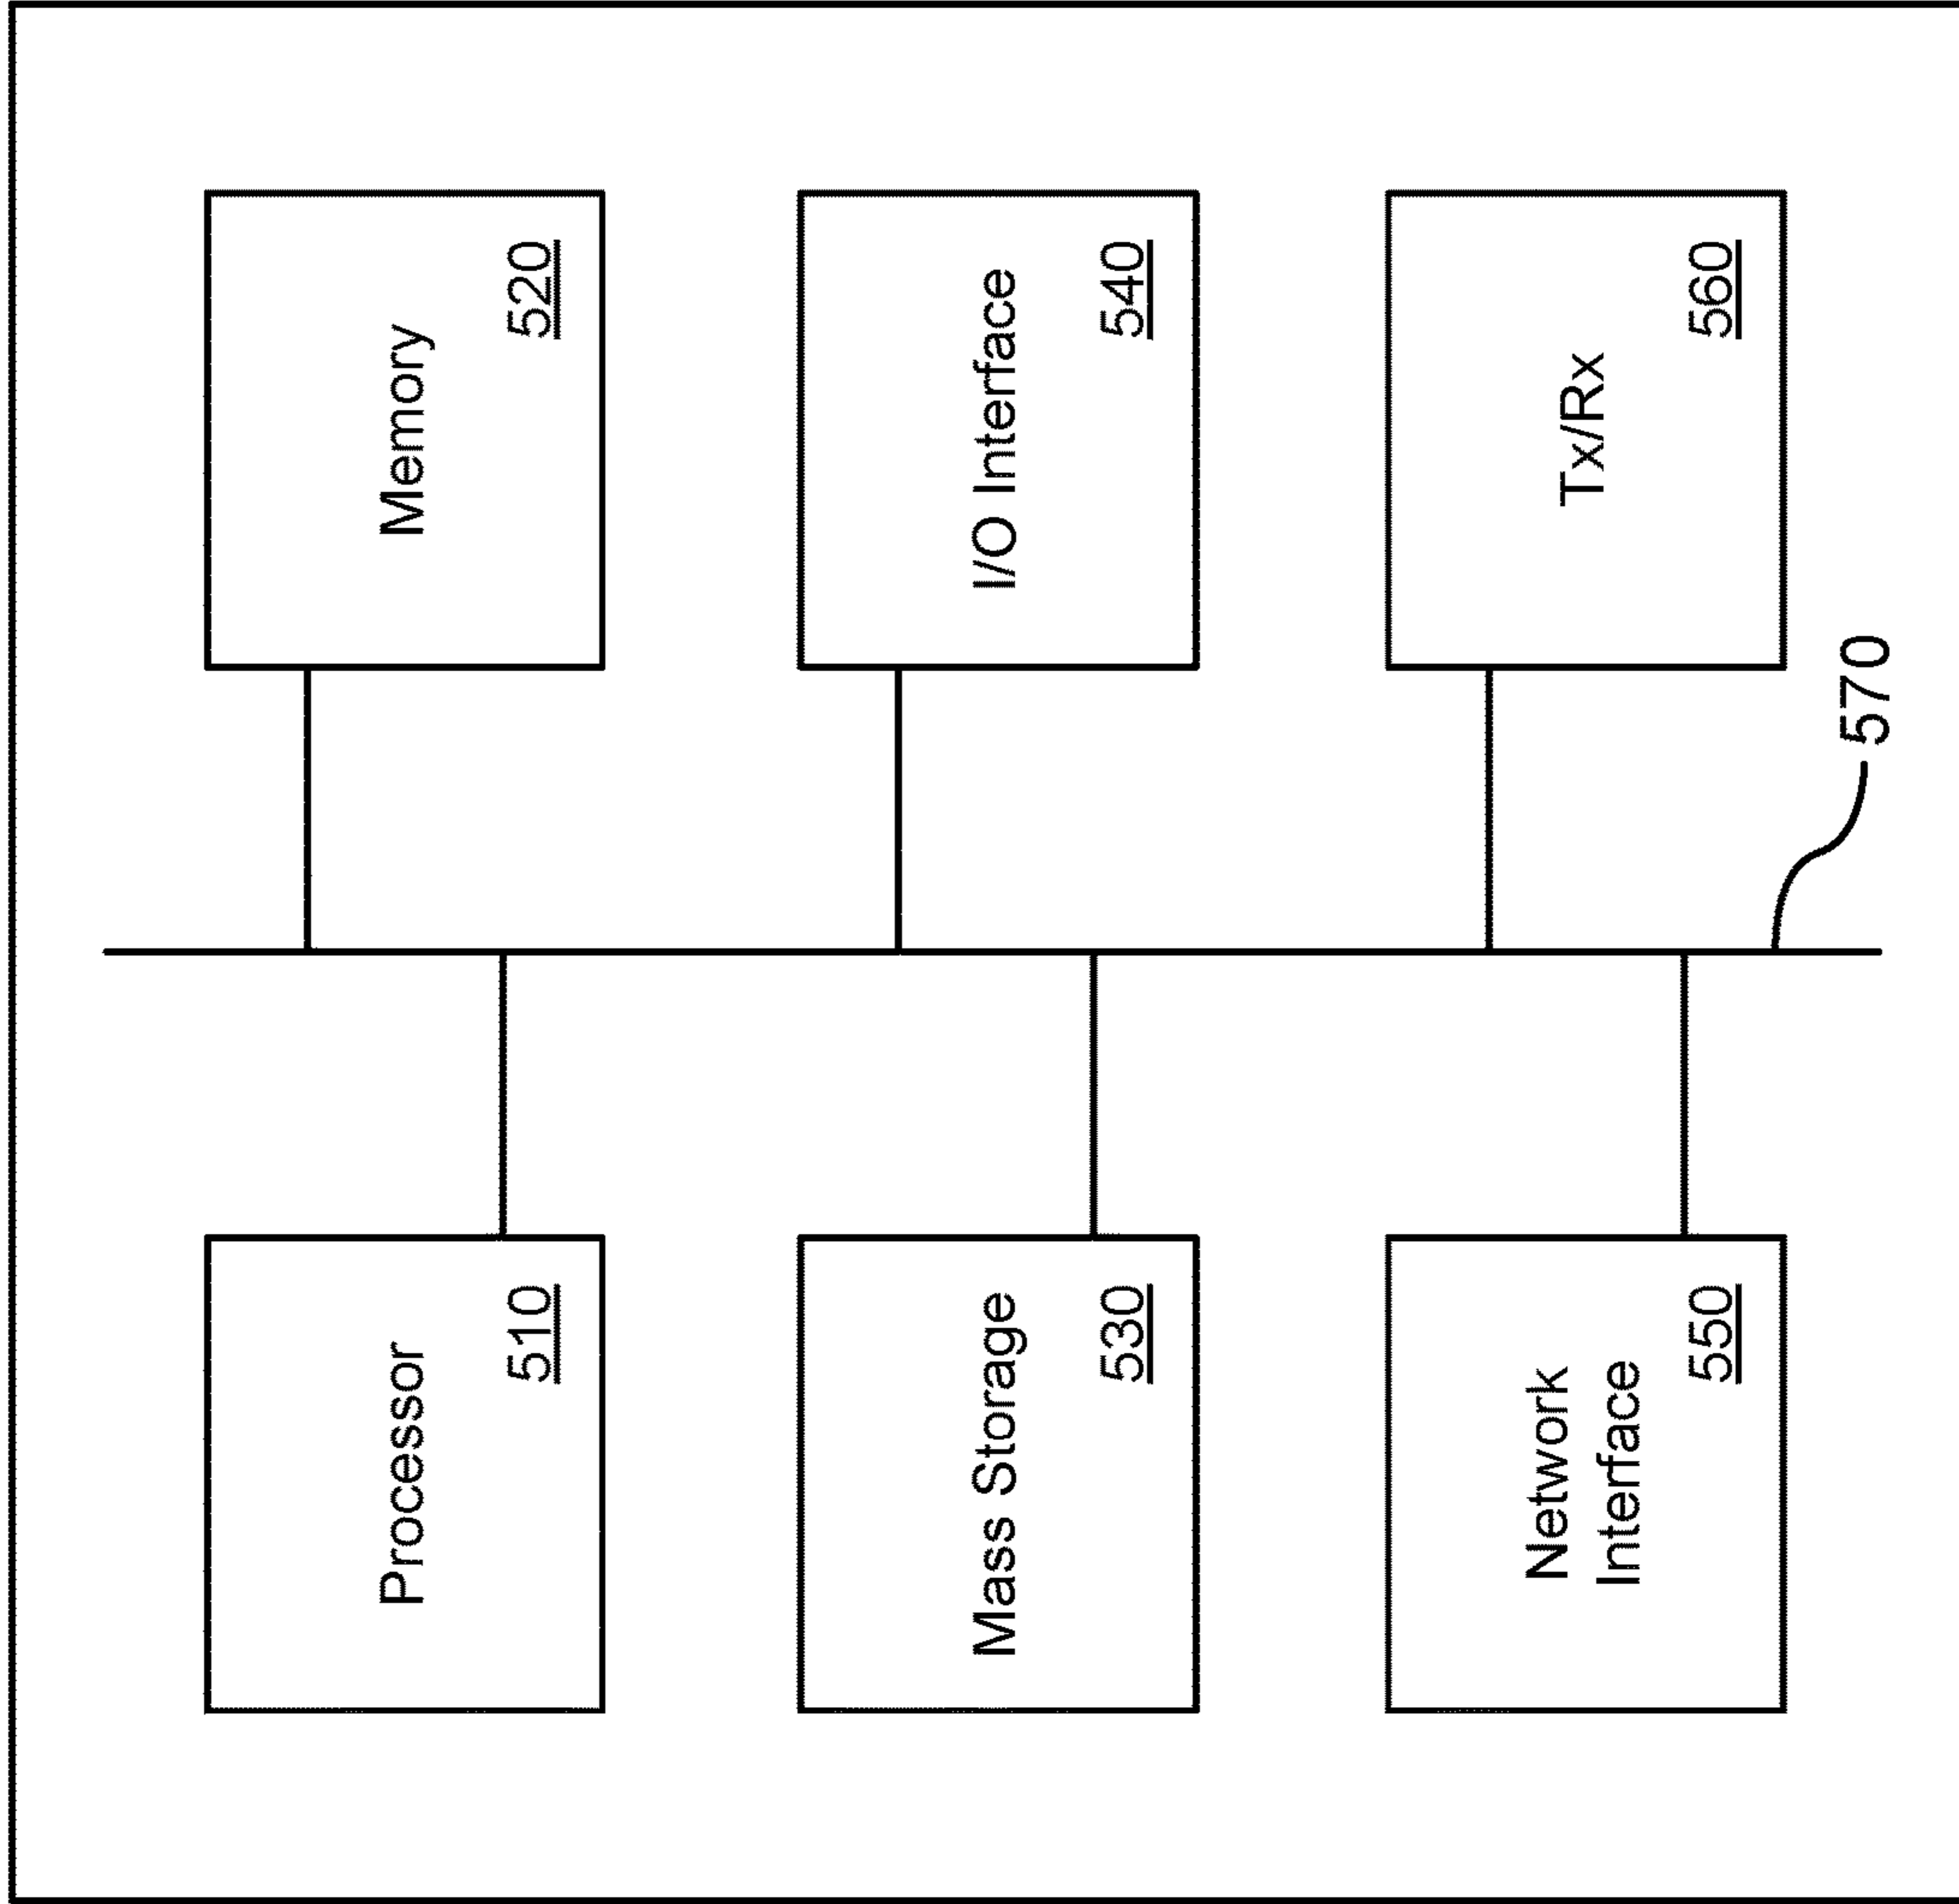 Processor
510
Memory
520
Mass Storage
530
I/O Interface
540
Network
Interface
550
Tx/Rx
560
570